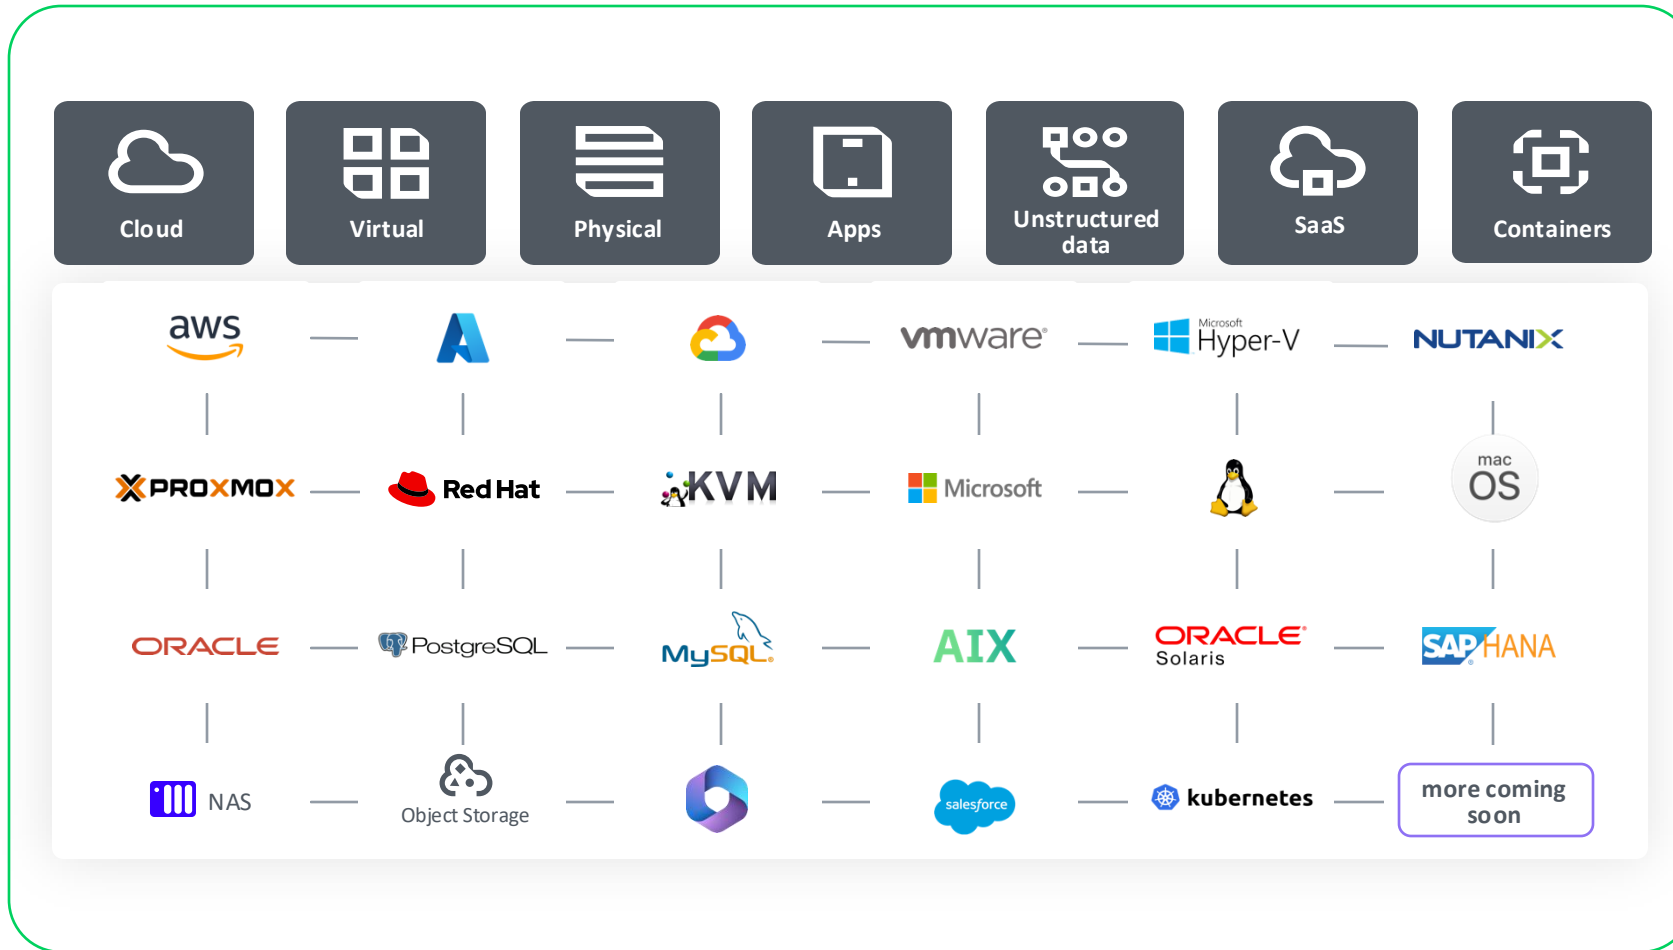 Cloud
Virtual
Physical
Apps
Unstructured
data
SaaS
Containers
aws
vmware®
Microsoft
Hyper-V
NUTANIX
PROXMOX
Red Hat
KVM
Microsoft
mac
OS
ORACLE
PostgreSQL
MySQL®
AIX
ORACLE®
Solaris
SAP® HANA
NAS
Object Storage
salesforce
kubernetes
more coming
soon